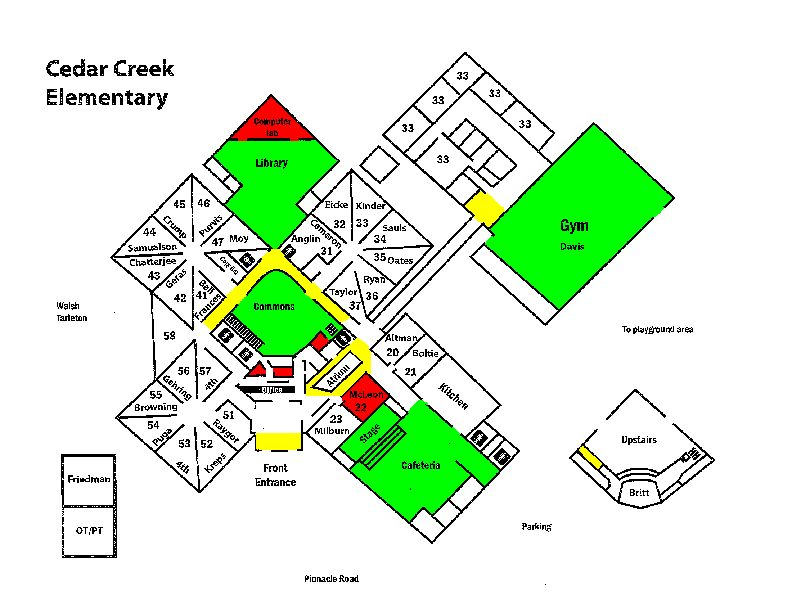 Cedar Creek
Elementary
33
33
33
33
33
33
Computer
lab
Library
Gym
Davis
45
46
44
Crump
Purvis
47
Moy
Samualson
Chatterjee
43
Geras
42
41
Bell
Frances
Eicke
Kinder
Cameron
32
33
Sauls
34
Anglin
31
35
Oates
Ryan
Taylor
36
37
Commons
Walsh
Tarleton
To playground area
58
Altman
20
Bohie
21
Kitchen
56
57
Gehring
4th
55
Browning
54
Puga
53
52
4th
Kreps
51
Raygor
Office
Atrium
McLeon
22
23
Milburn
Stage
Cafeteria
Front
Entrance
Upstairs
Britt
Friedman
OT/PT
Parking
Pinnacle Road